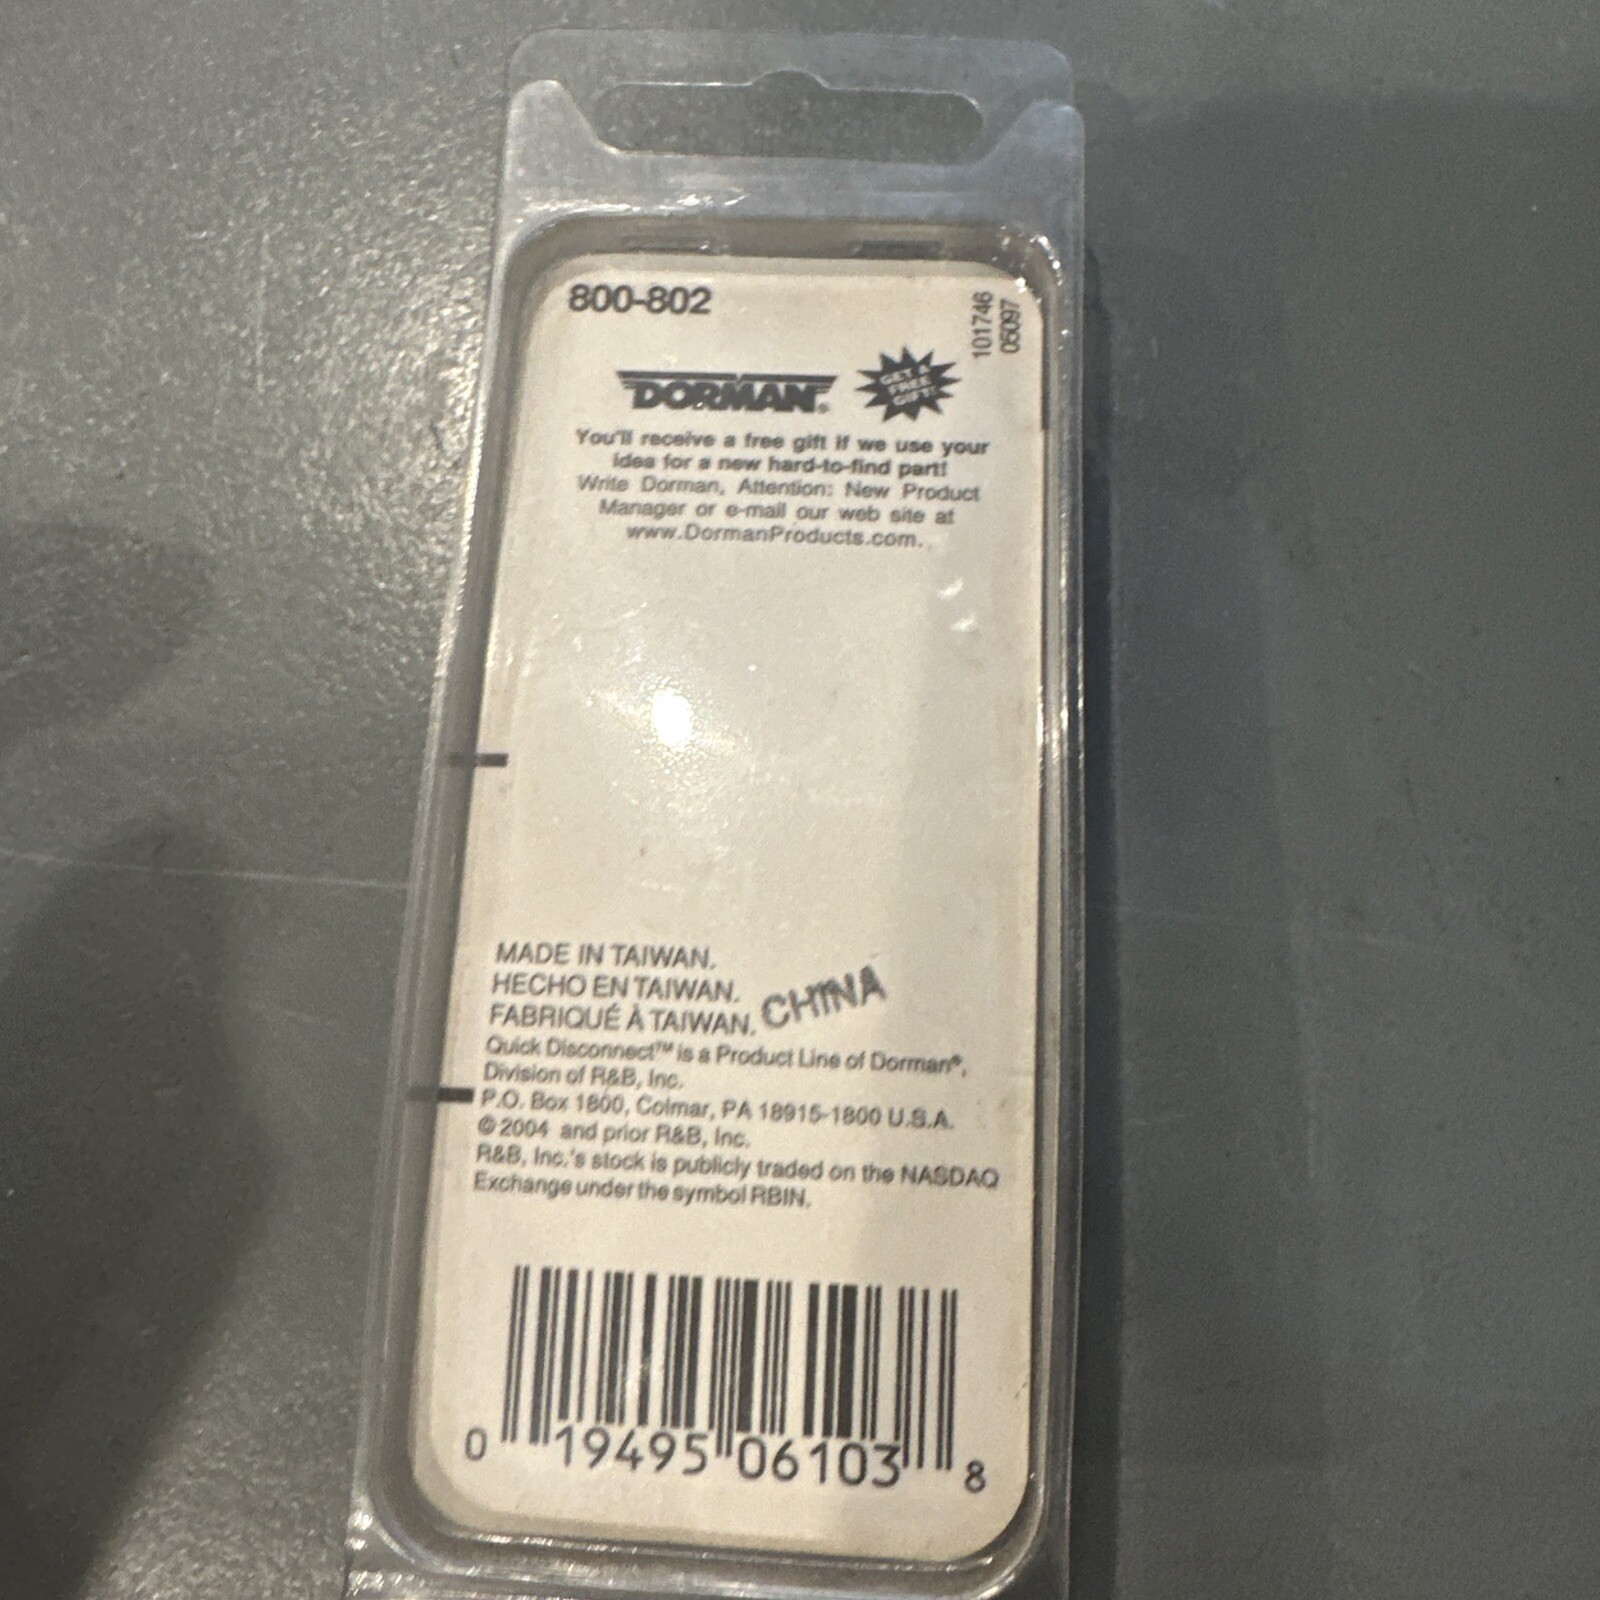 800-802
101746
05097
DORMAN®
GET A
FREE
GIFT!
You'll receive a free gift if we use your
idea for a new hard-to-find part!
Write Dorman, Attention: New Product
Manager or e-mail our web site at
www.DormanProducts.com.
MADE IN TAIWAN.
HECHO EN TAIWAN.
FABRIQUÉ À TAIWAN.
CHINA
Quick Disconnect™ is a Product Line of Dorman®,
Division of R&B, Inc.
P.O. Box 1800, Colmar, PA 18915-1800 U.S.A.
© 2004 and prior R&B, Inc.
R&B, Inc.'s stock is publicly traded on the NASDAQ
Exchange under the symbol RBIN.
0 19495 06103 8